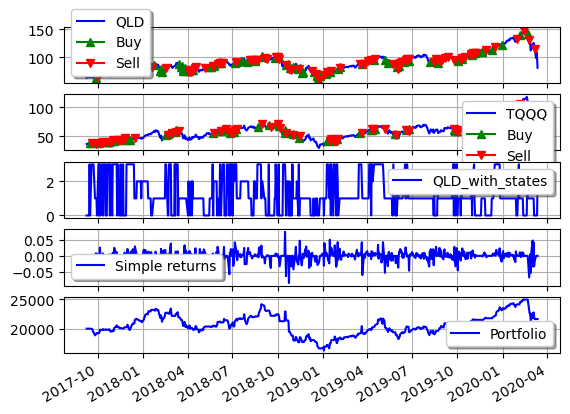 150
100
QLD
Buy
Sell
100
50
TQQQ
Buy
Sell
2
0
QLD_with_states
0.05
0.00
−0.05
Simple returns
25000
20000
Portfolio
2017-10
2018-01
2018-04
2018-07
2018-10
2019-01
2019-04
2019-07
2019-10
2020-01
2020-04